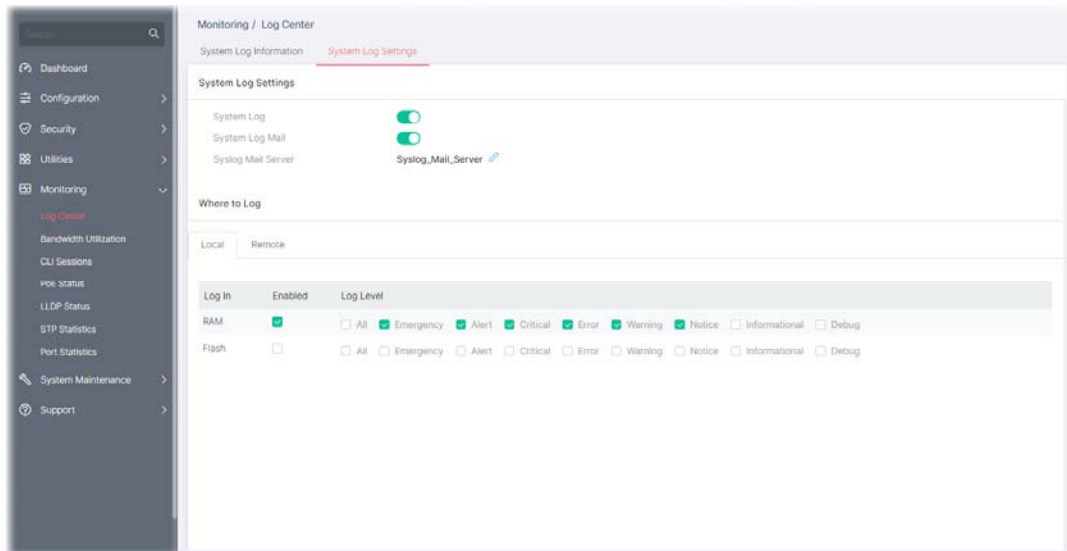 Search
Dashboard
Configuration
Security
Utilities
Monitoring
Log Center
Bandwidth Utilization
CLI Sessions
PoE Status
LLDP Status
STP Statistics
Port Statistics
System Maintenance
Support
Monitoring / Log Center
System Log Information System Log Settings
System Log Settings
System Log
System Log Mail
Syslog Mail Server Syslog_Mail_Server
Where to Log
Local Remote
Log In Enabled Log Level
RAM All Emergency Alert Critical Error Warning Notice Informational Debug
Flash All Emergency Alert Critical Error Warning Notice Informational Debug